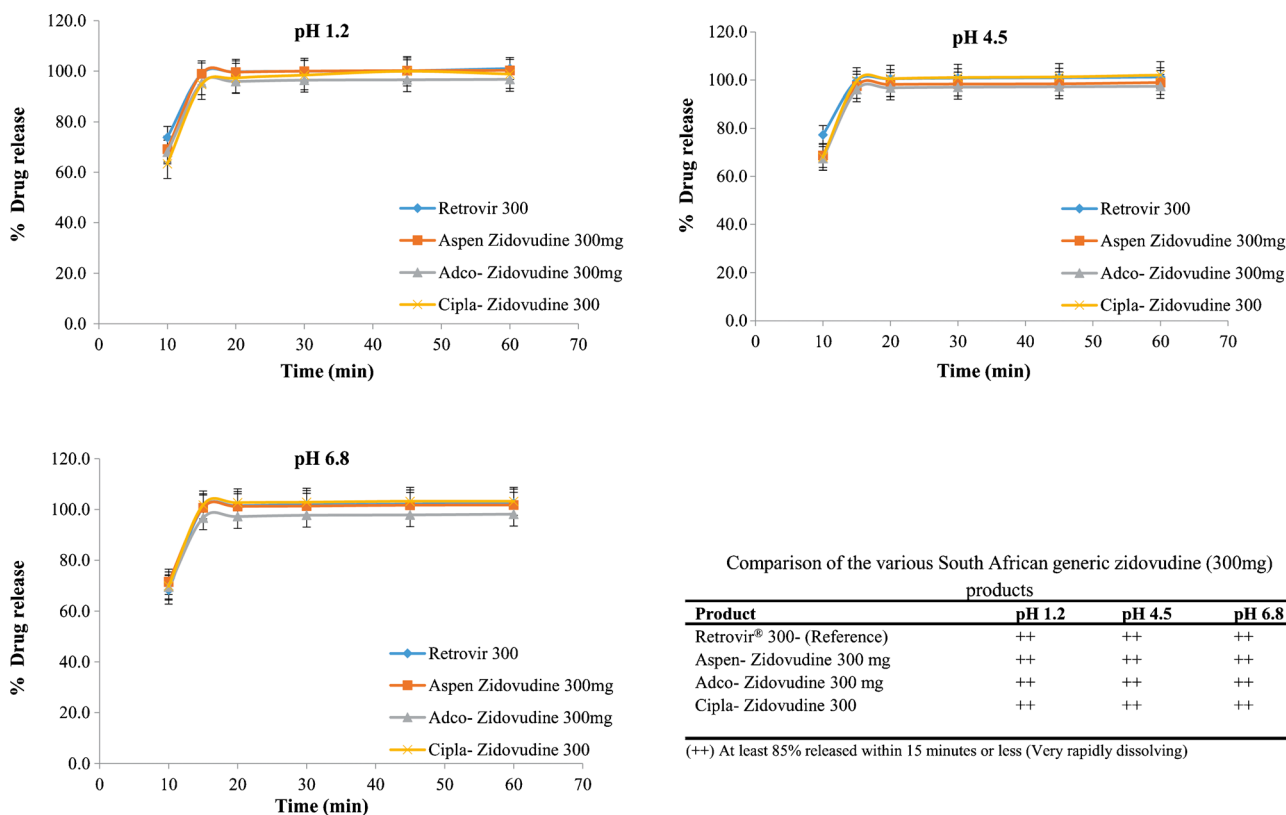 pH 1.2
120.0
100.0
80.0
60.0
40.0
20.0
0.0
% Drug release
0 10 20 30 40 50 60 70
Time (min)
Retrovir 300
Aspen Zidovudine 300mg
Adco- Zidovudine 300mg
Cipla- Zidovudine 300
pH 4.5
120.0
100.0
80.0
60.0
40.0
20.0
0.0
% Drug release
0 10 20 30 40 50 60 70
Time (min)
Retrovir 300
Aspen Zidovudine 300mg
Adco- Zidovudine 300mg
Cipla- Zidovudine 300
pH 6.8
120.0
100.0
80.0
60.0
40.0
20.0
0.0
% Drug release
0 10 20 30 40 50 60 70
Time (min)
Retrovir 300
Aspen Zidovudine 300mg
Adco- Zidovudine 300mg
Cipla- Zidovudine 300
Comparison of the various South African generic zidovudine (300mg)
products
Product pH 1.2 pH 4.5 pH 6.8
Retrovir® 300- (Reference) ++ ++ ++
Aspen- Zidovudine 300 mg ++ ++ ++
Adco- Zidovudine 300 mg ++ ++ ++
Cipla- Zidovudine 300 ++ ++ ++
(++) At least 85% released within 15 minutes or less (Very rapidly dissolving)